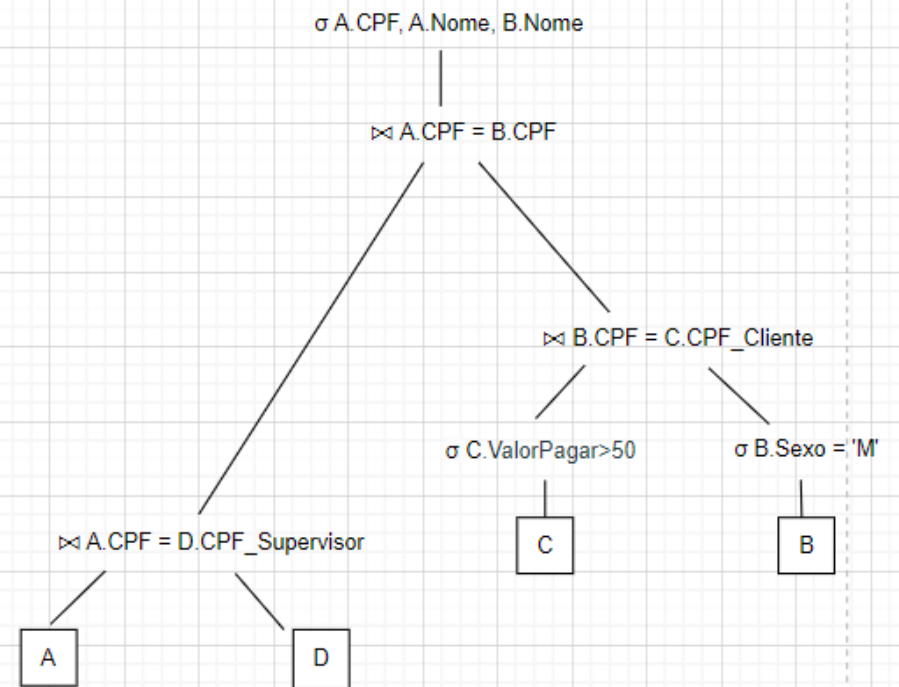 σ A.CPF, A.Nome, B.Nome
⋈ A.CPF = B.CPF
⋈ B.CPF = C.CPF_Cliente
σ C.ValorPagar>50
σ B.Sexo = 'M'
C
B
⋈ A.CPF = D.CPF_Supervisor
A
D